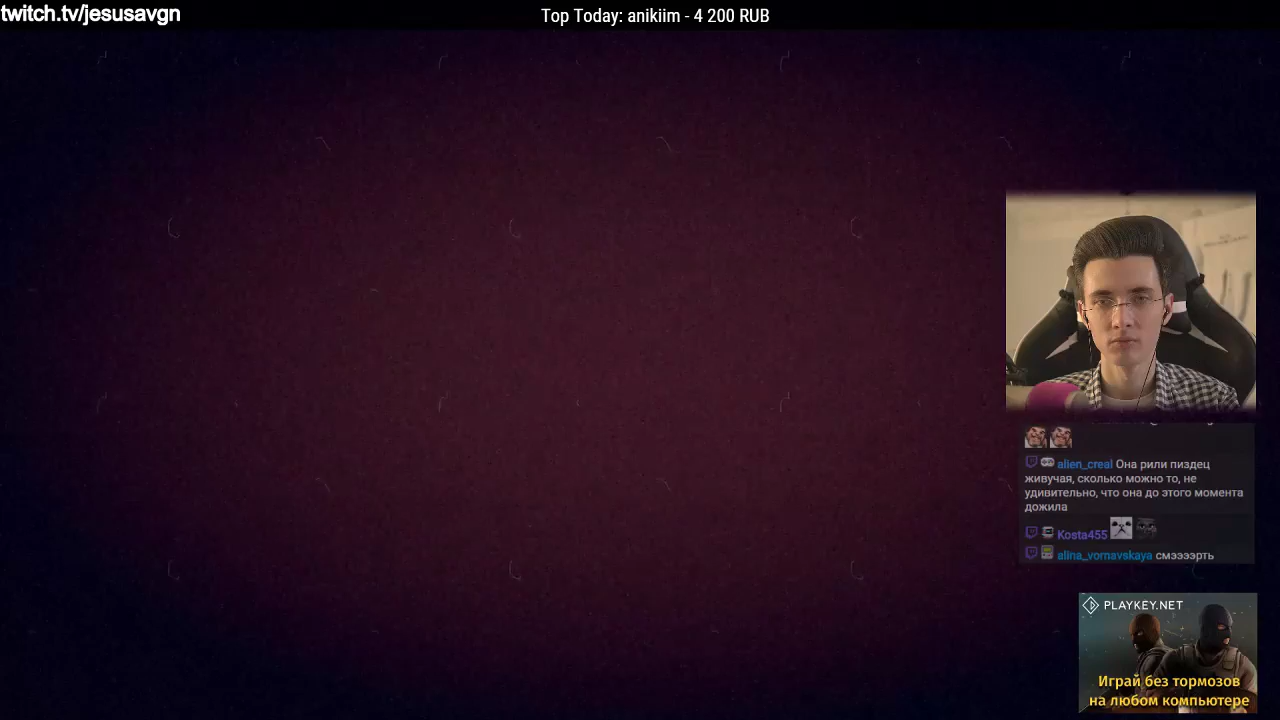 twitch.tv/jesusavgn
Top Today: anikiim - 4 200 RUB
alien_creal Она рили пиздец
живучая, сколько можно то, не
удивительно, что она до этого момента
дожила
Kosta455
alina_vornavskaya смэээрть
PLAYKEY.NET
Играй без тормозов
на любом компьютере